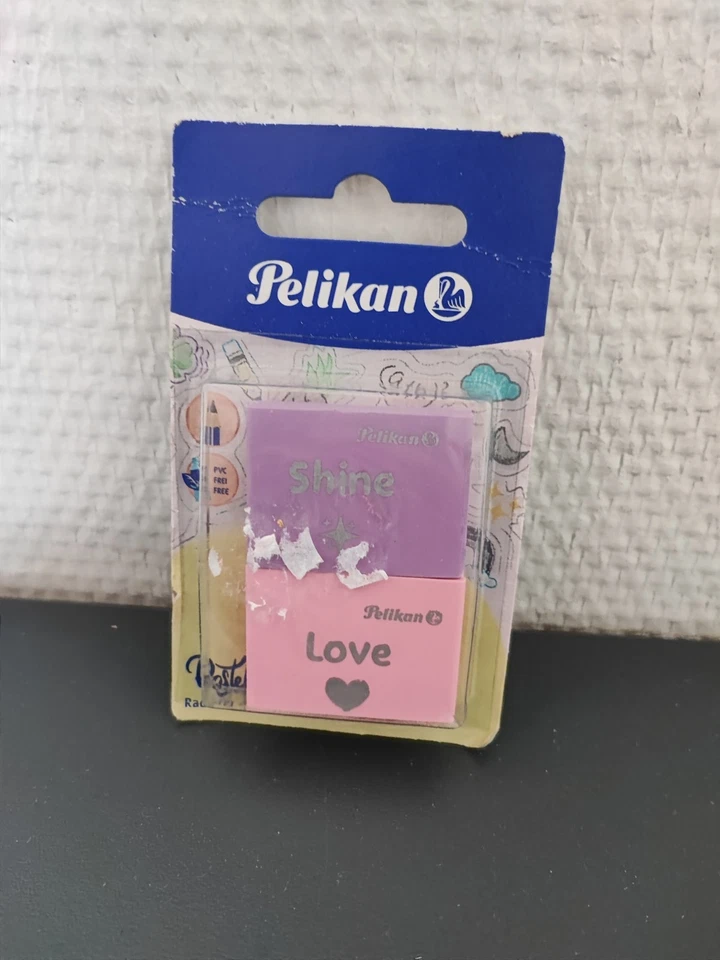 Pelikan
PVC
FREI
FREE
Pelikan
Shine
Pelikan
Love